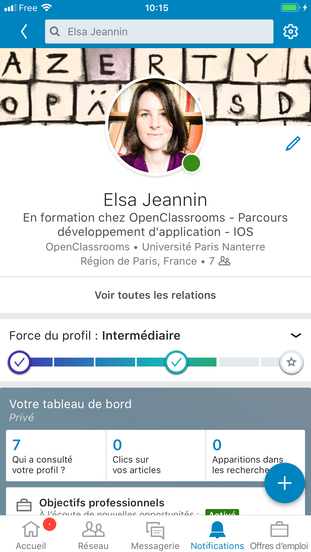 Free 10:15
Elsa Jeannin
A Z E R T Y
O P S D
Elsa Jeannin
En formation chez OpenClassrooms - Parcours
développement d'application - IOS
OpenClassrooms • Université Paris Nanterre
Région de Paris, France • 7
Voir toutes les relations
Force du profil : Intermédiaire
Votre tableau de bord
Privé
7 0 0
Qui a consulté Clics sur Apparitions dans
votre profil ? vos articles les recherche
Objectifs professionnels
À l'écoute de nouvelles opportunités : Activé
Accueil Réseau Messagerie Notifications Offres d'emploi